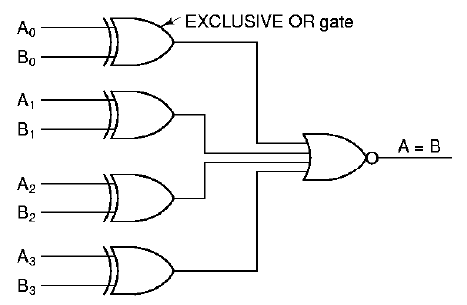 A₀
EXCLUSIVE OR gate
B₀
A₁
B₁
A = B
A₂
B₂
A₃
B₃